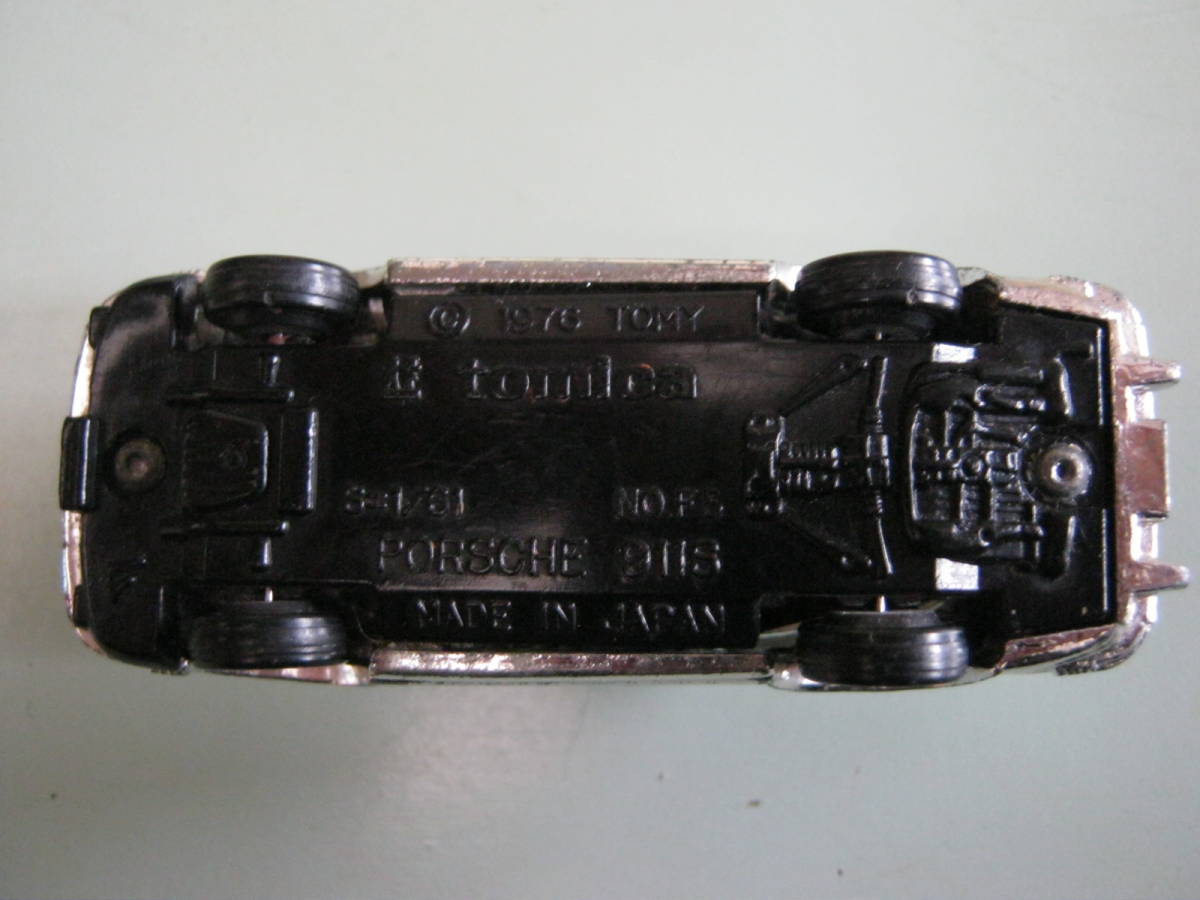 © 1976 TOMY
tomica
S=1/61
NO.F3
PORSCHE 911S
MADE IN JAPAN